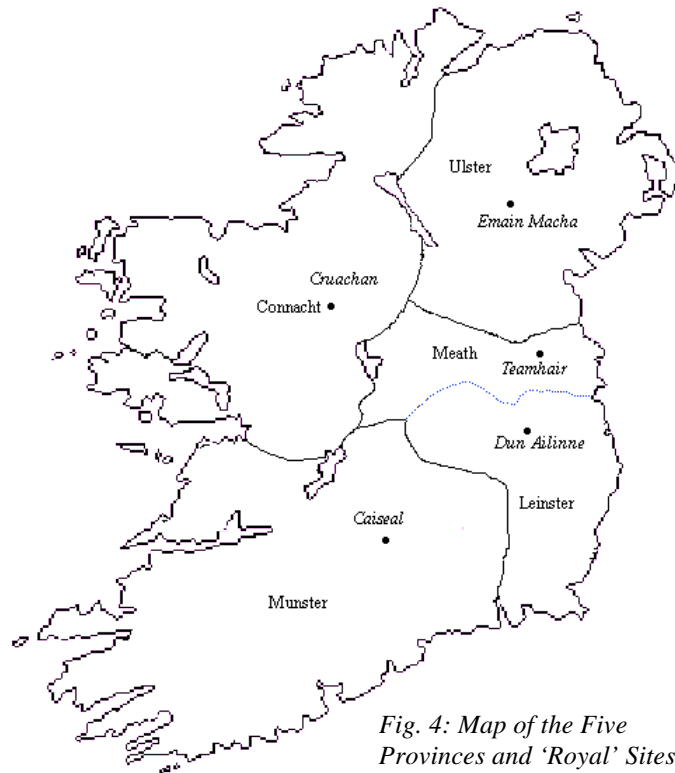 Ulster
Emain Macha
Cruachan
Connacht
Meath
Teamhair
Dun Ailinne
Leinster
Caiseal
Munster
Fig. 4: Map of the Five
Provinces and ‘Royal’ Sites